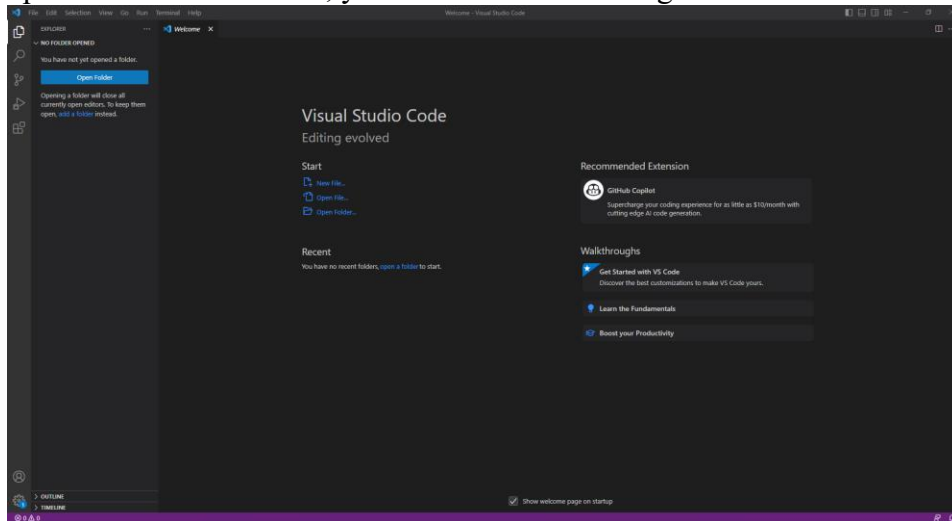 File Edit Selection View Go Run Terminal Help
Welcome - Visual Studio Code
EXPLORER
Welcome
NO FOLDER OPENED
You have not yet opened a folder.
Open Folder
Opening a folder will close all
currently open editors. To keep them
open, add a folder instead.
Visual Studio Code
Editing evolved
Start
New File...
Open File...
Open Folder...
Recent
You have no recent folders, open a folder to start.
Recommended Extension
GitHub Copilot
Supercharge your coding experience for as little as $10/month with
cutting edge AI code generation.
Walkthroughs
Get Started with VS Code
Discover the best customizations to make VS Code yours.
Learn the Fundamentals
Boost your Productivity
OUTLINE
TIMELINE
Show welcome page on startup
0 0